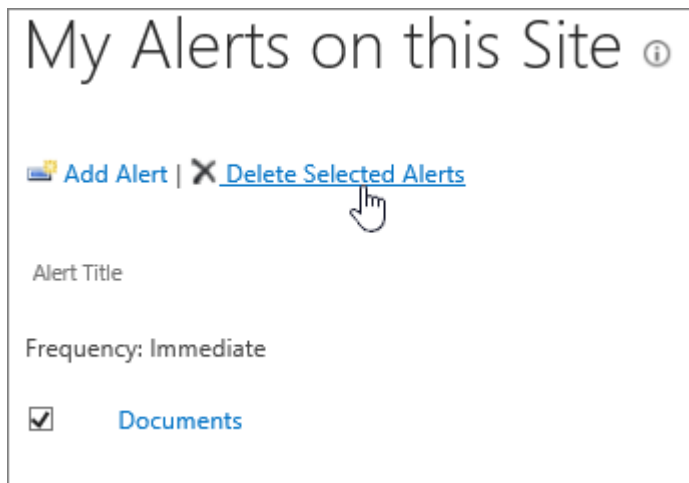 My Alerts on this Site
Add Alert | Delete Selected Alerts
Alert Title
Frequency: Immediate
Documents